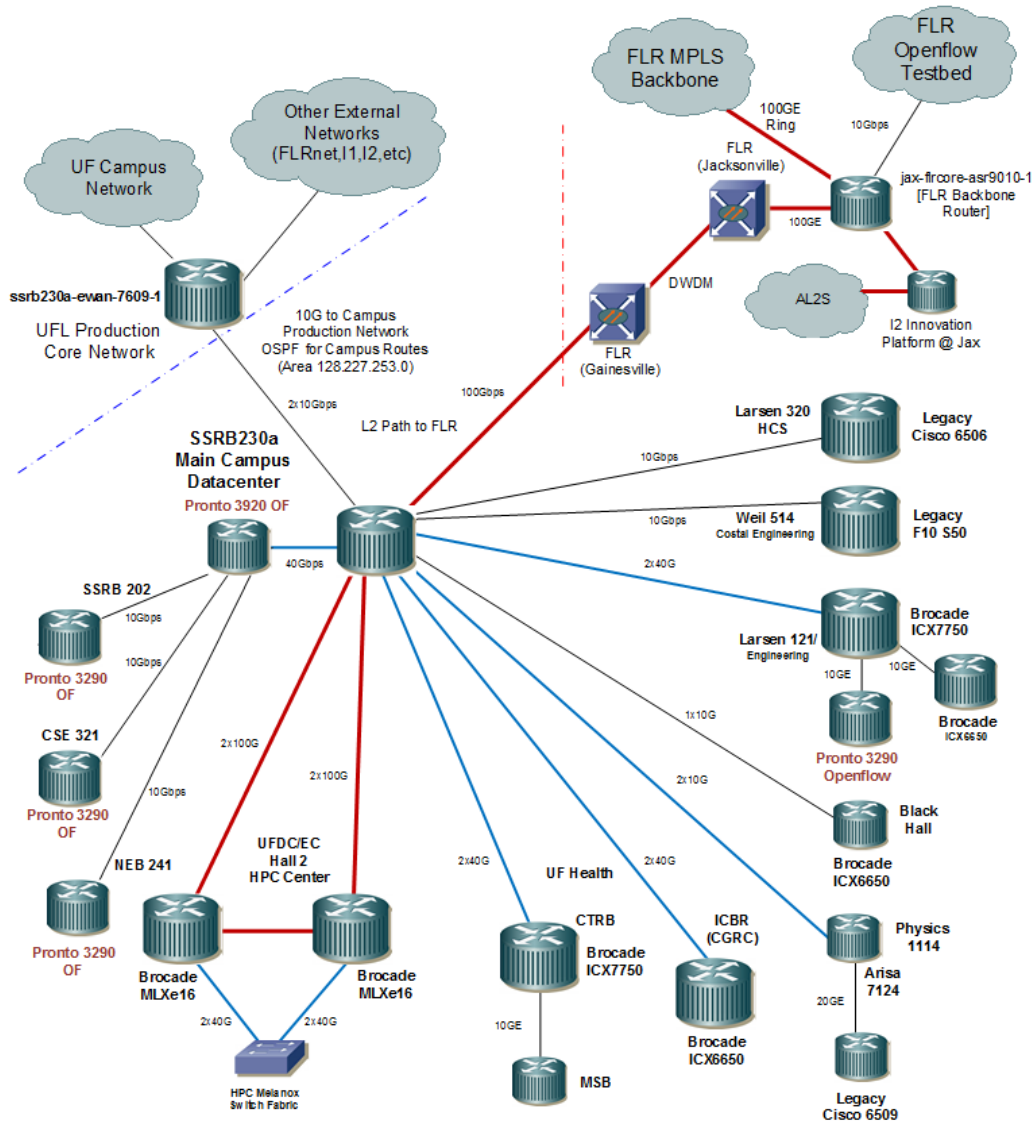 FLR MPLS
Backbone
FLR
Openflow
Testbed
Other External
Networks
(FLRnet,I1,I2,etc)
UF Campus
Network
100GE
Ring
10Gbps
FLR
(Jacksonville)
jax-flrcore-asr9010-1
[FLR Backbone
Router]
100GE
ssrb230a-ewan-7609-1
UFL Production
Core Network
DWDM
AL2S
I2 Innovation
Platform @ Jax
10G to Campus
Production Network
OSPF for Campus Routes
(Area 128.227.253.0)
FLR
(Gainesville)
2x10Gbps
100Gbps
L2 Path to FLR
SSRB230a
Main Campus
Datacenter
Pronto 3920 OF
40Gbps
Larsen 320
HCS
Legacy
Cisco 6506
10Gbps
Weil 514
Costal Engineering
Legacy
F10 S50
10Gbps
2x40G
SSRB 202
10Gbps
Pronto 3290
OF
10Gbps
Larsen 121/
Engineering
Brocade
ICX7750
10GE
10GE
Brocade
ICX6650
Pronto 3290
Openflow
CSE 321
Pronto 3290
OF
10Gbps
2x100G
2x100G
1x10G
2x10G
Black
Hall
Brocade
ICX6650
NEB 241
Pronto 3290
OF
UFDC/EC
Hall 2
HPC Center
2x40G
UF Health
2x40G
CTRB
Brocade
ICX7750
ICBR
(CGRC)
Physics
1114
Arisa
7124
Brocade
MLXe16
Brocade
MLXe16
2x40G
2x40G
10GE
20GE
HPC Melanox
Switch Fabric
MSB
Brocade
ICX6650
Legacy
Cisco 6509